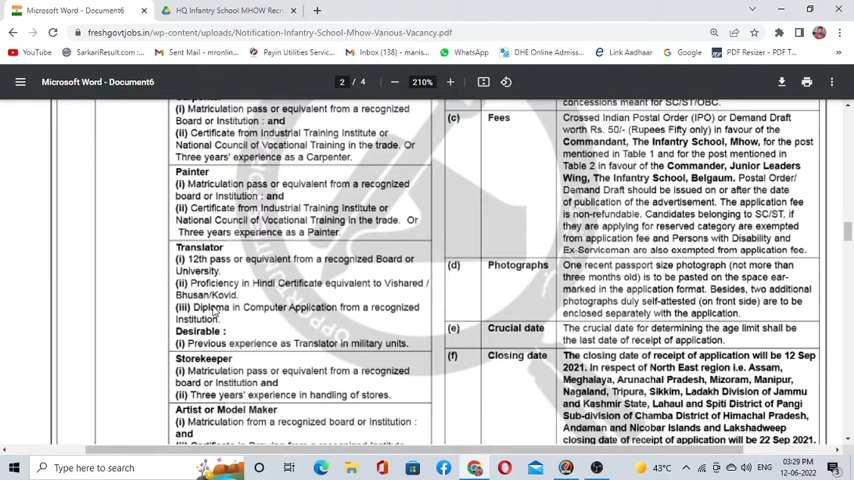 Microsoft Word - Document6
HQ Infantry School MHOW Recru
freshgovtjobs.in/wp-content/uploads/Notification-Infantry-School-Mhow-Various-Vacancy.pdf
YouTube
SarkariResult.com:...
Sent Mail - mronlin...
Payin Utility Servic...
Inbox (138) - manis...
WhatsApp
DHE Online Admiss...
Link Aadhaar
Google
PDF Resizer - PDF T...
Microsoft Word - Document6
2 / 4
210%
(i) Matriculation pass or equivalent from a recognized
Board or Institution : and
(ii) Certificate from Industrial Training Institute or
National Council of Vocational Training in the trade. Or
Three years's experience as a Carpenter.
Painter
(i) Matriculation pass or equivalent from a recognized
board or Institution : and
(ii) Certificate from Industrial Training Institute or
National Council of Vocational Training in the trade. Or
Three years experience as a Painter.
Translator
(i) 12th pass or equivalent from a recognized Board or
University.
(ii) Proficiency in Hindi Certificate equivalent to Vishared /
Bhusan/Kovid.
(iii) Diploma in Computer Application from a recognized
Institution.
Desirable :
(i) Previous experience as Translator in military units.
Storekeeper
(i) Matriculation pass or equivalent from a recognized
board or Institution and
(ii) Three years's experience in handling of stores.
Artist or Model Maker
(i) Matriculation from a recognized board or Institution :
and
concessions meant for SC/ST/OBC.
(c) Fees
Crossed Indian Postal Order (IPO) or Demand Draft
worth Rs. 50/- (Rupees Fifty only) in favour of the
Commandant, The Infantry School, Mhow, for the post
mentioned in Table 1 and for the post mentioned in
Table 2 in favour of the Commander, Junior Leaders
Wing, The Infantry School, Belgaum. Postal Order/
Demand Draft should be issued on or after the date
of publication of the advertisement. The application fee
is non-refundable. Candidates belonging to SC/ST, if
they are applying for reserved category are exempted
from application fee and Persons with Disability and
Ex-Serviceman are also exempted from application fee.
(d) Photographs
One recent passport size photograph (not more than
three months old) is to be pasted on the space ear-
marked in the application format. Besides, two additional
photographs duly self-attested (on front side) are to be
enclosed separately with the application.
(e) Crucial date
The crucial date for determining the age limit shall be
the last date of receipt of application.
(f) Closing date
The closing date of receipt of application will be 12 Sep
2021. In respect of North East region i.e. Assam,
Meghalaya, Arunachal Pradesh, Mizoram, Manipur,
Nagaland, Tripura, Sikkim, Ladakh Division of Jammu
and Kashmir State, Lahaul and Spiti District of Pangi
Sub-division of Chamba District of Himachal Pradesh,
Andaman and Nicobar Islands and Lakshadweep
closing date of receipt of application will be 22 Sep 2021.
Type here to search
43°C
ENG
03:29 PM
12-06-2022